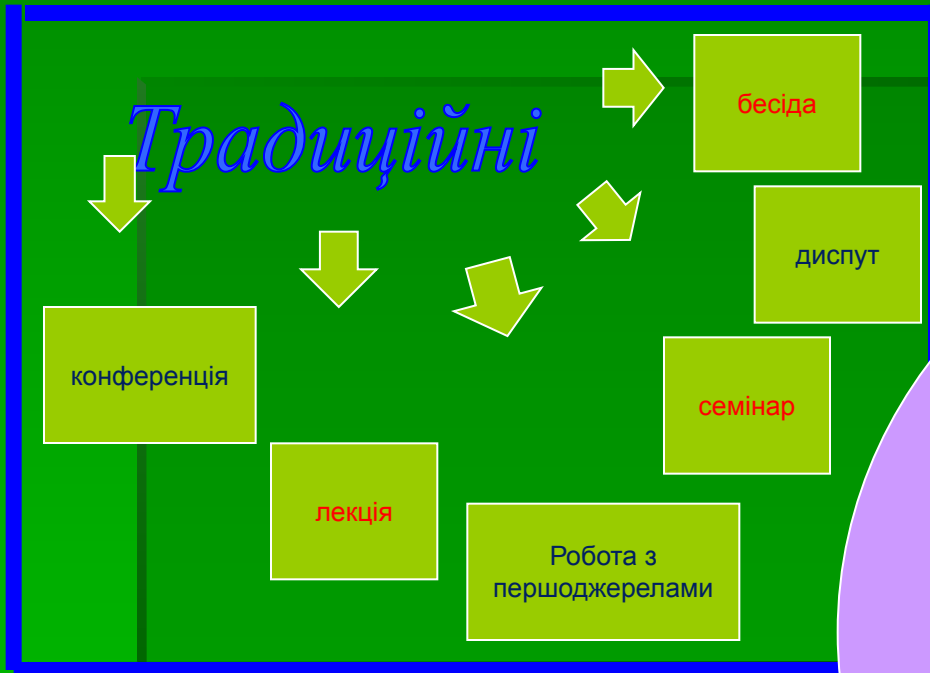 Традиційні
бесіда
диспут
конференція
семінар
лекція
Робота з
першоджерелами